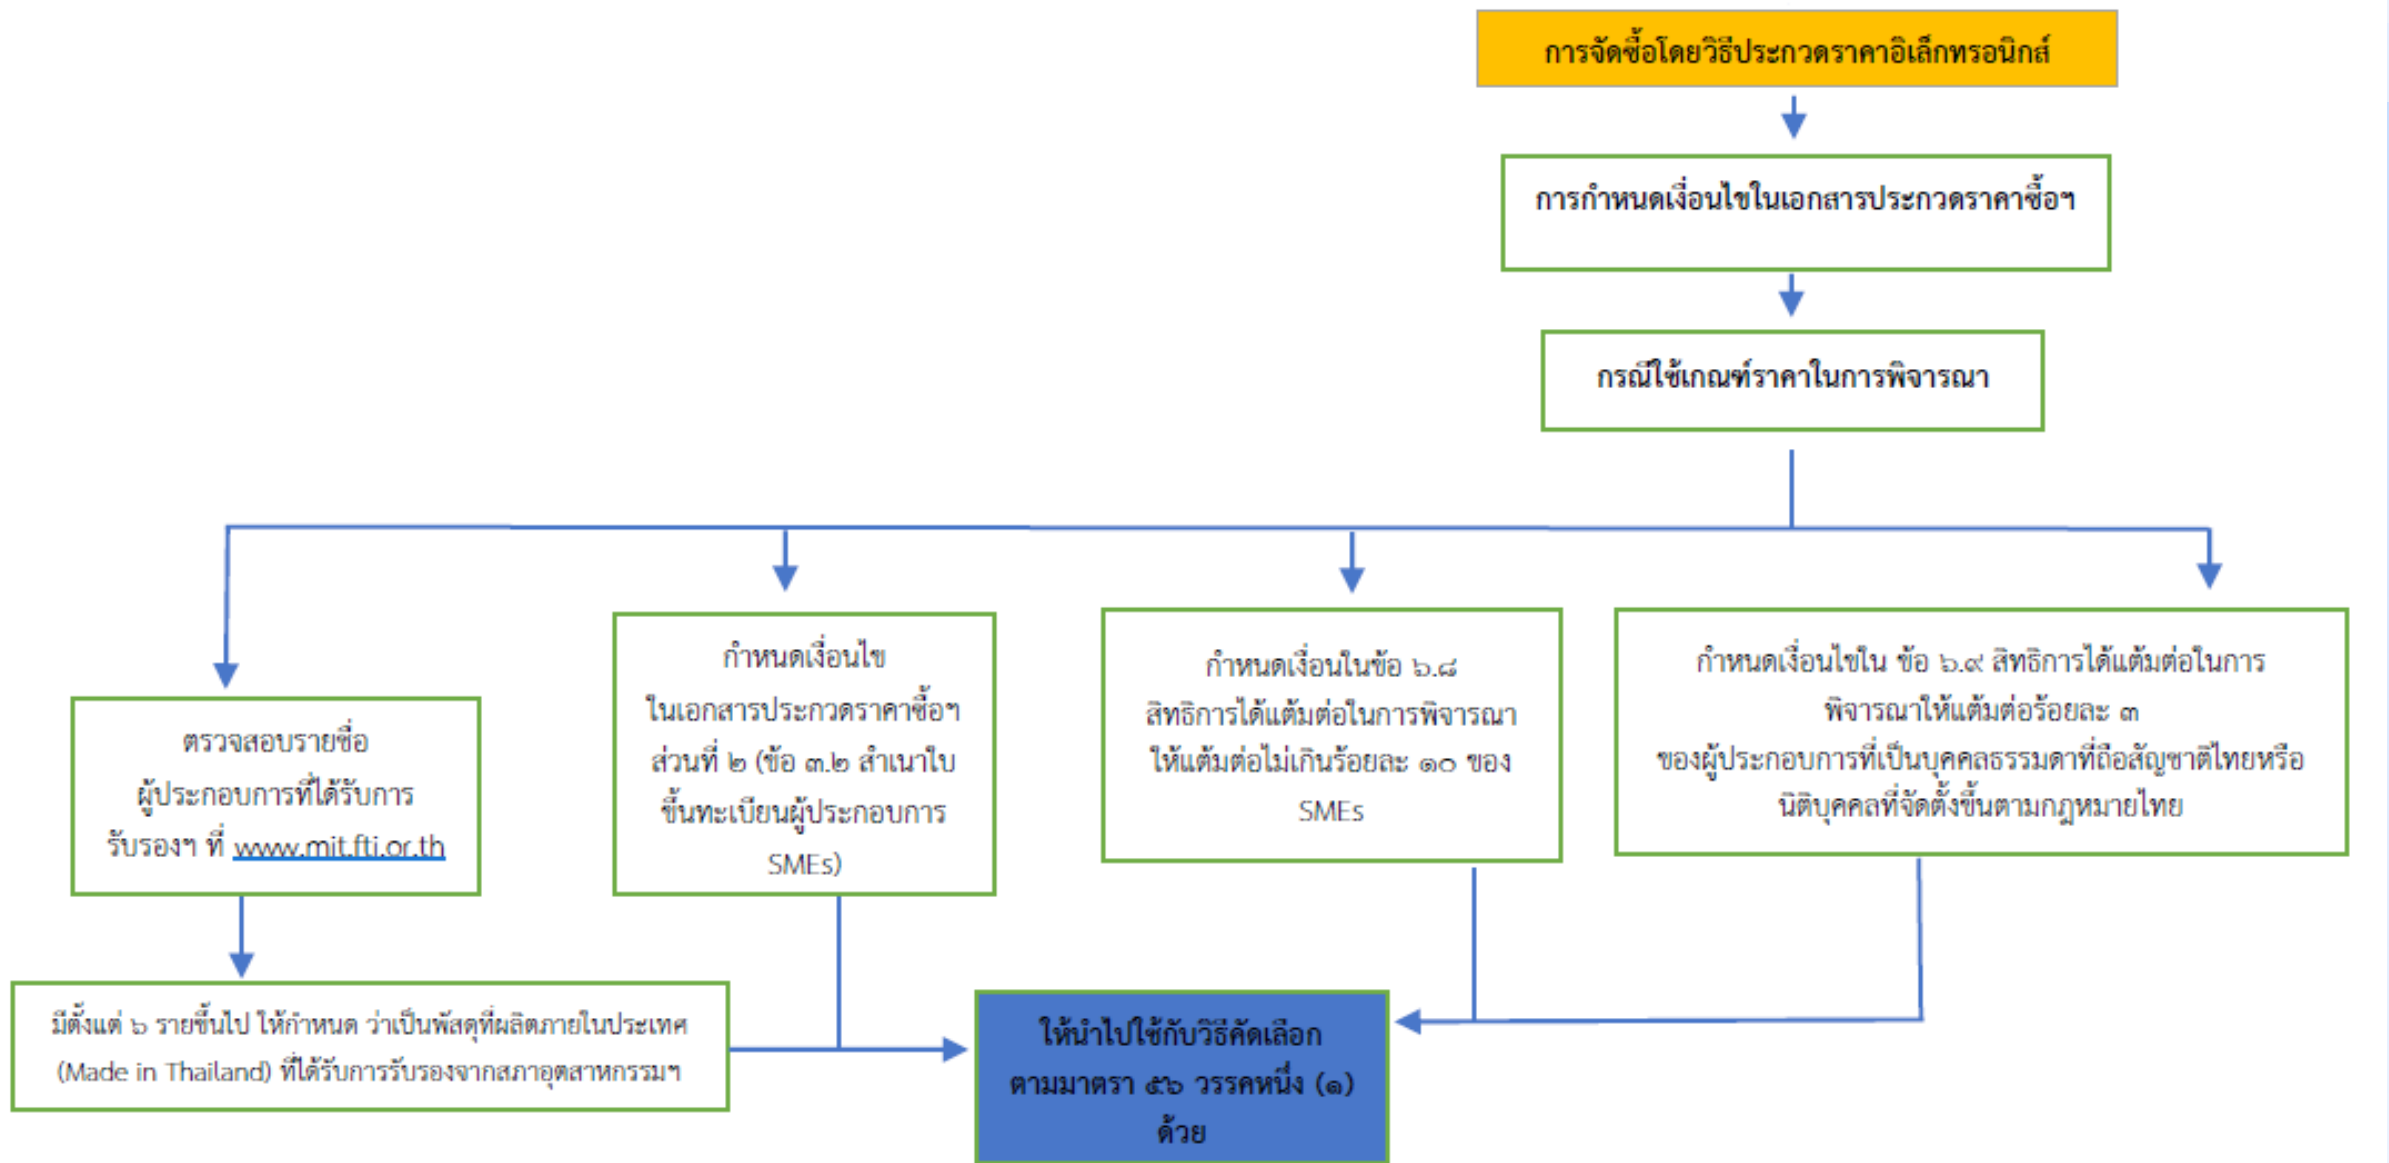 การจัดซื้อโดยวิธีประกวดราคาอิเล็กทรอนิกส์
การกำหนดเงื่อนไขในเอกสารประกวดราคาซื้อฯ
กรณีใช้เกณฑ์ราคาในการพิจารณา
ตรวจสอบรายชื่อ
ผู้ประกอบการที่ได้รับการ
รับรองฯ ที่ www.mit.fti.or.th
กำหนดเงื่อนไข
ในเอกสารประกวดราคาซื้อฯ
ส่วนที่ ๒ (ข้อ ๓.๒ สำเนาใบ
ขึ้นทะเบียนผู้ประกอบการ
SMEs)
กำหนดเงื่อนในข้อ ๖.๘
สิทธิการได้แต้มต่อในการพิจารณา
ให้แต้มต่อไม่เกินร้อยละ ๑๐ ของ
SMEs
กำหนดเงื่อนไขใน ข้อ ๖.๙ สิทธิการได้แต้มต่อในการ
พิจารณาให้แต้มต่อร้อยละ ๓
ของผู้ประกอบการที่เป็นบุคคลธรรมดาที่ถือสัญชาติไทยหรือ
นิติบุคคลที่จัดตั้งขึ้นตามกฎหมายไทย
มีตั้งแต่ ๖ รายขึ้นไป ให้กำหนด ว่าเป็นพัสดุที่ผลิตภายในประเทศ
(Made in Thailand) ที่ได้รับการรับรองจากสภาอุตสาหกรรมฯ
ให้นำไปใช้กับวิธีคัดเลือก
ตามมาตรา ๕๖ วรรคหนึ่ง (๑)
ด้วย